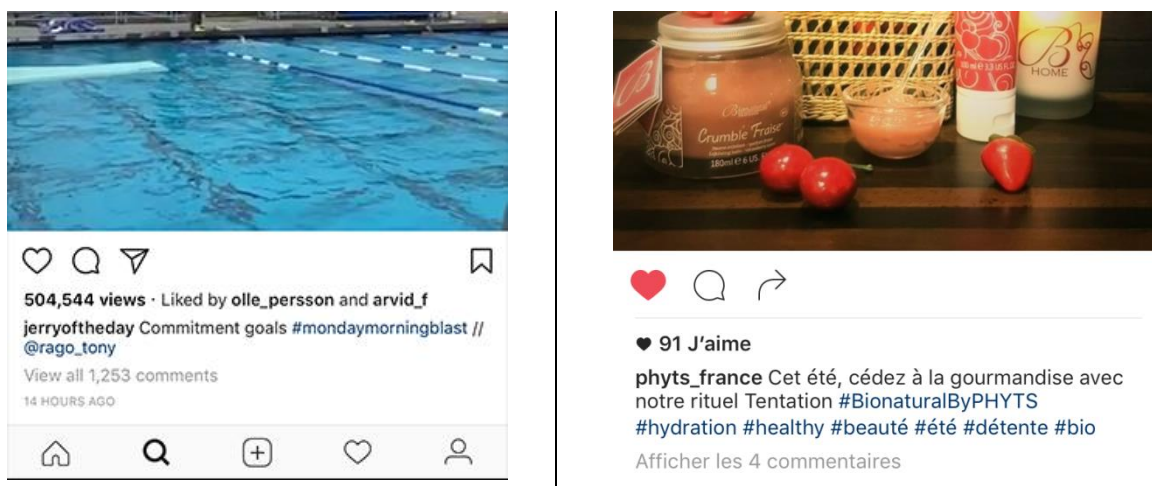 504,544 views · Liked by olle_persson and arvid_f
jerryoftheday Commitment goals #mondaymorningblast //
@rago_tony
View all 1,253 comments
14 HOURS AGO
B
HOME
Crumble Fraise
180ml e 6 US
91 J'aime
phyts_france Cet été, cédez à la gourmandise avec
notre rituel Tentation #BionaturalByPHYTS
#hydration #healthy #beauté #été #détente #bio
Afficher les 4 commentaires